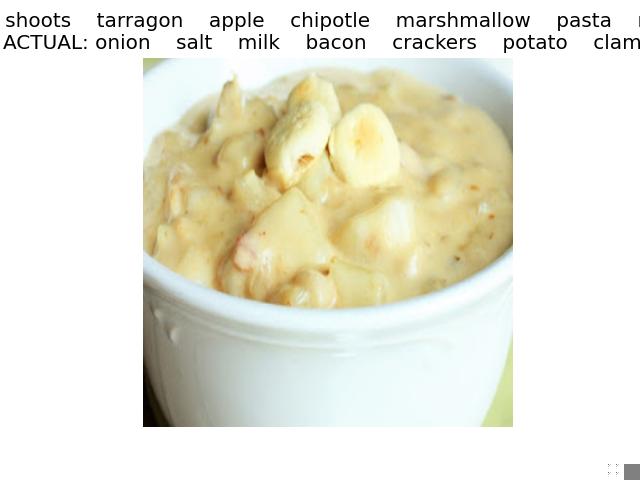 shoots tarragon apple chipotle marshmallow pasta
ACTUAL: onion salt milk bacon crackers potato clam